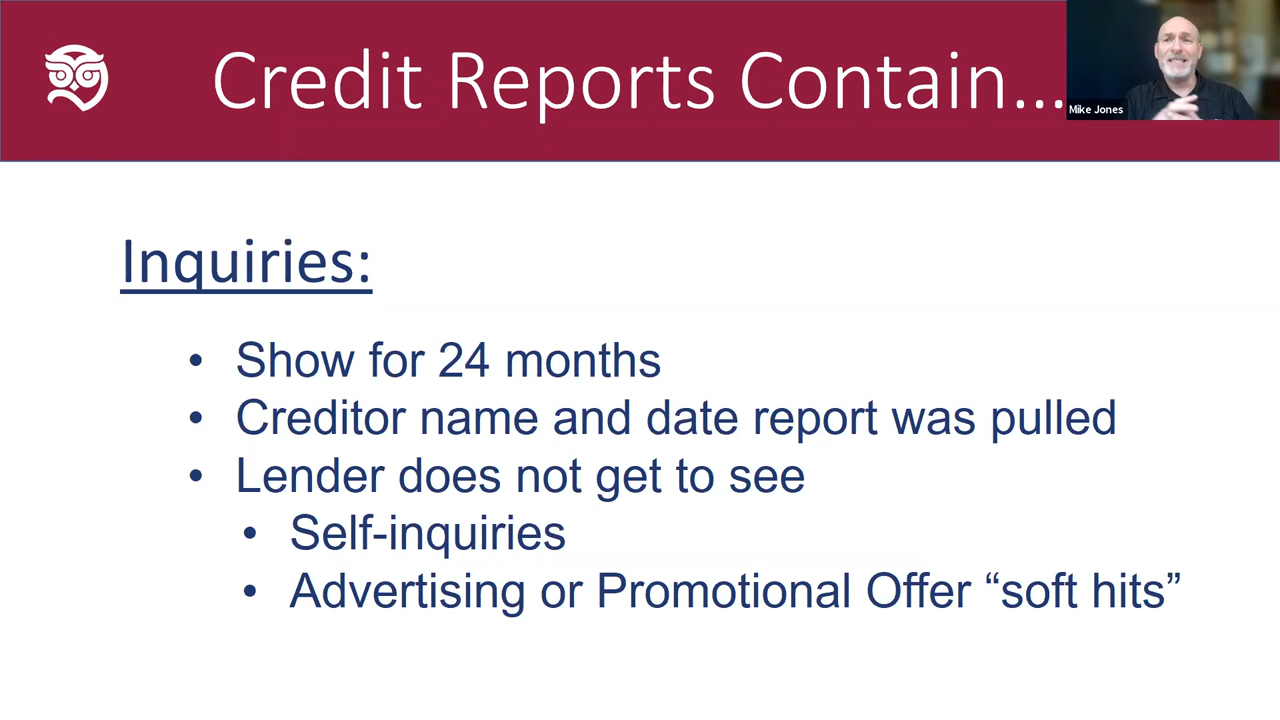 Credit Reports Contain...
Mike Jones
Inquiries:
• Show for 24 months
• Creditor name and date report was pulled
• Lender does not get to see
• Self-inquiries
• Advertising or Promotional Offer “soft hits”